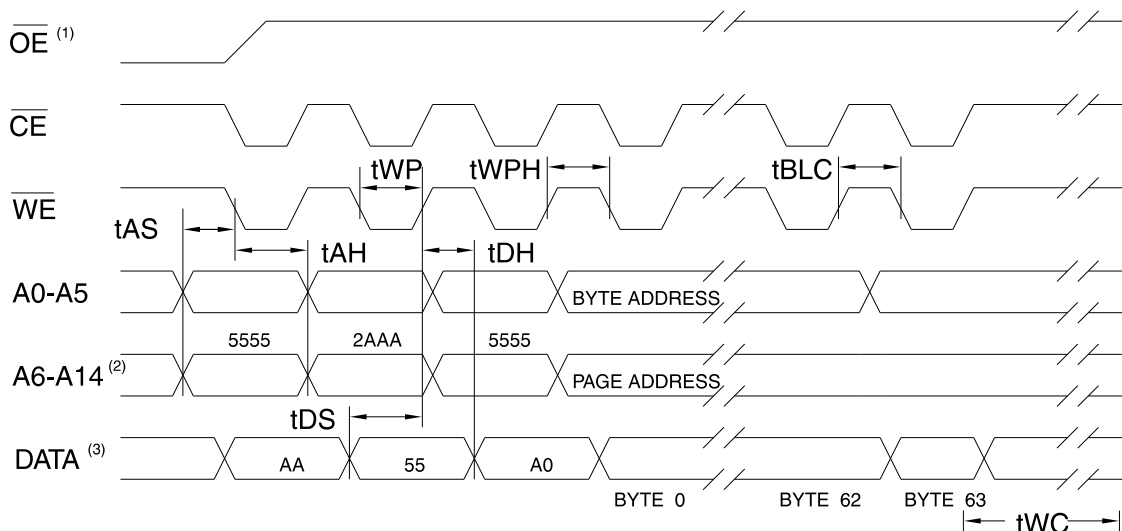 OE (1)
CE
tWP tWPH tBLC
WE
tAS
tAH tDH
A0-A5 BYTE ADDRESS
5555 2AAA 5555
A6-A14 (2) PAGE ADDRESS
tDS
DATA (3) AA 55 A0
BYTE 0 BYTE 62 BYTE 63
tWC